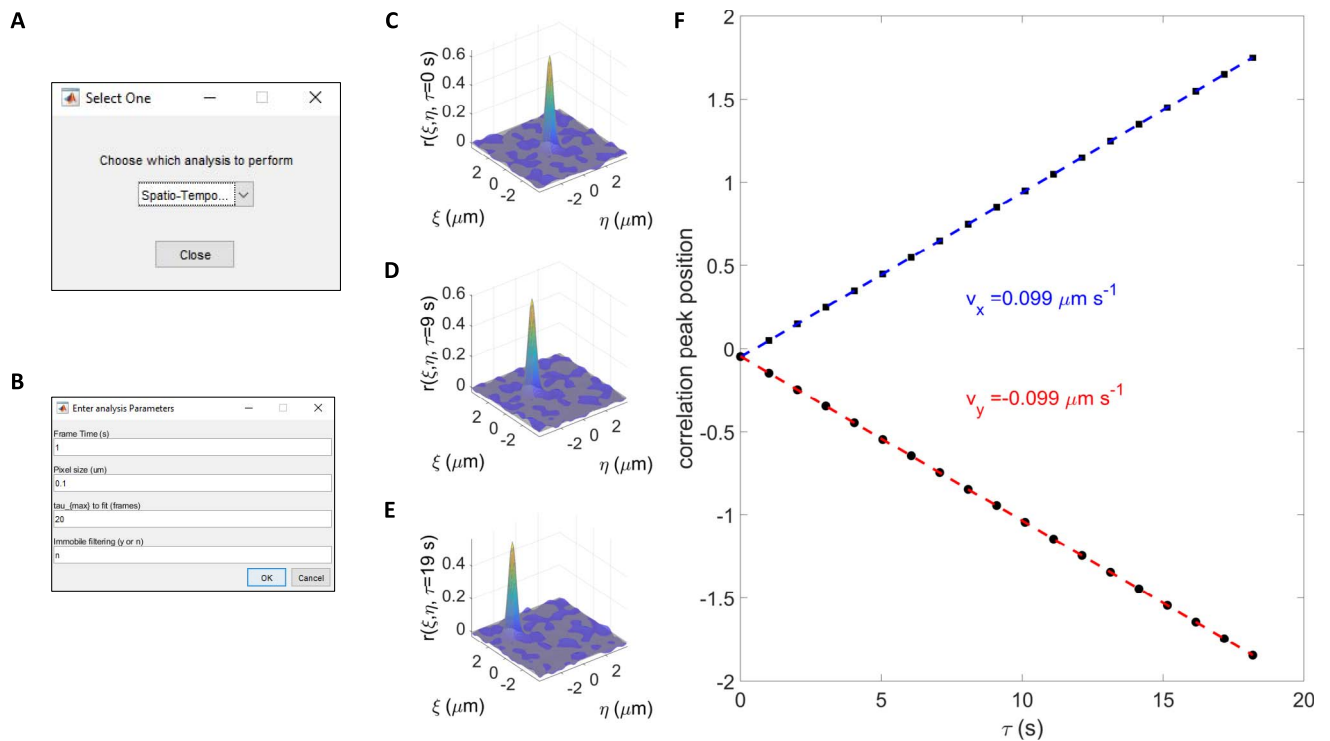 A
Select One
Choose which analysis to perform
Spatio-Tempo...
Close
B
Enter analysis Parameters
Frame Time (s)
1
Pixel size (um)
0.1
tau_{max} to fit (frames)
20
Immobile filtering (y or n)
n
OK
Cancel
C
r(ξ,η, τ=0 s)
0.6
0.4
0.2
0
2
0
-2
ξ (μm)
-2
0
2
η (μm)
D
r(ξ,η, τ=9 s)
0.6
0.4
0.2
0
2
0
-2
ξ (μm)
-2
0
2
η (μm)
E
r(ξ,η, τ=19 s)
0.4
0.2
0
2
0
-2
ξ (μm)
-2
0
2
η (μm)
F
correlation peak position
2
1.5
1
0.5
0
-0.5
-1
-1.5
-2
v_x =0.099 μm s^-1
v_y =-0.099 μm s^-1
0
5
10
15
20
τ (s)